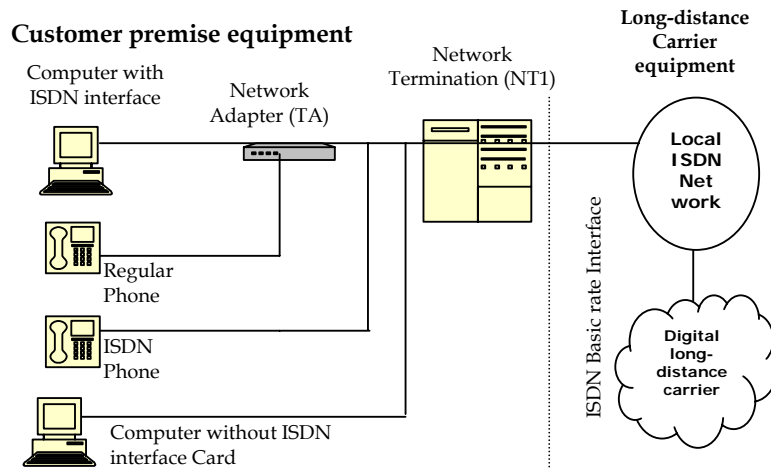 Customer premise equipment
Long-distance
Carrier
equipment
Computer with
ISDN interface
Network
Adapter (TA)
Network
Termination (NT1)
Local
ISDN
Net
work
Regular
Phone
ISDN
Phone
Computer without ISDN
interface Card
ISDN Basic rate Interface
Digital
long-
distance
carrier